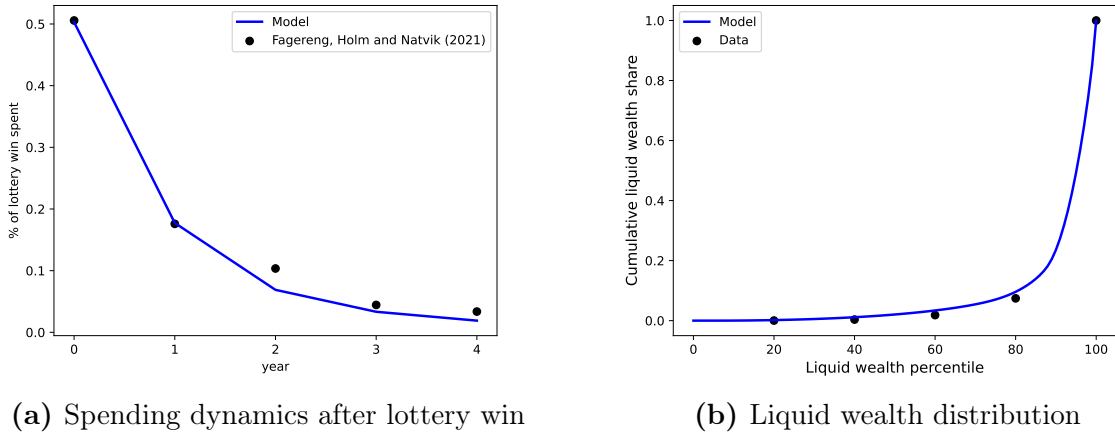 0.5
0.4
0.3
0.2
0.1
0.0
% of lottery win spent
0
1
2
3
4
year
Model
Fagereng, Holm and Natvik (2021)
(a) Spending dynamics after lottery win
1.0
0.8
0.6
0.4
0.2
0.0
Cumulative liquid wealth share
0
20
40
60
80
100
Liquid wealth percentile
Model
Data
(b) Liquid wealth distribution